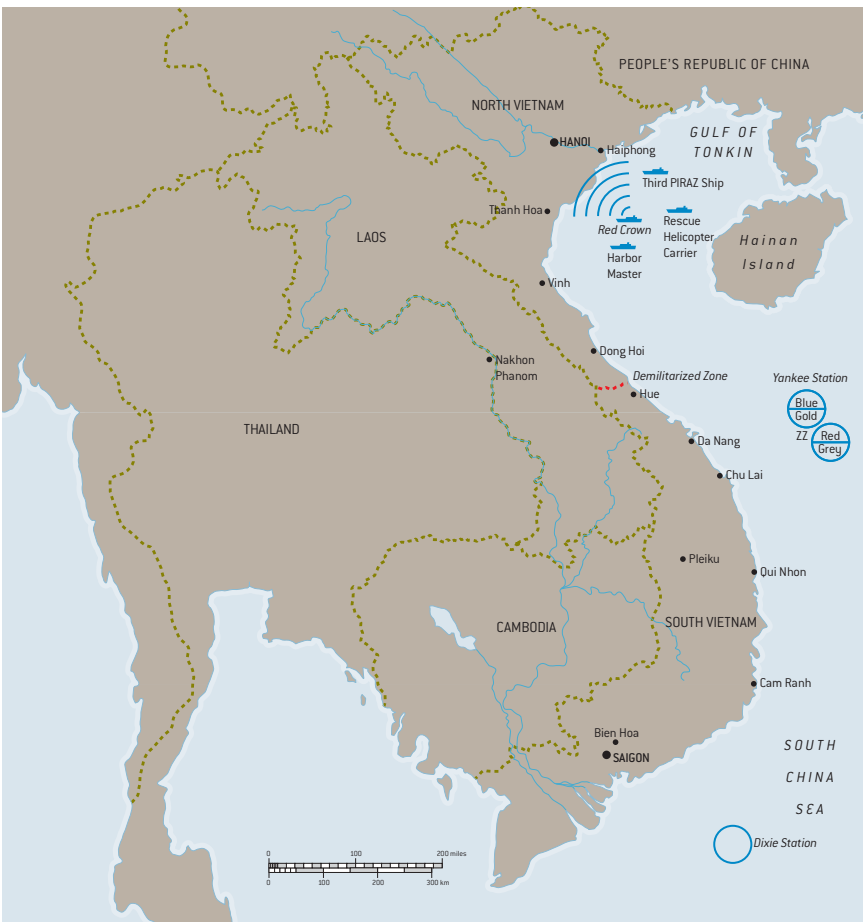 PEOPLE'S REPUBLIC OF CHINA
NORTH VIETNAM
GULF OF
TONKIN
HANOI
Haiphong
Third PIRAZ Ship
Thanh Hoa
Red Crown
Rescue
Helicopter
Carrier
Harbor
Master
LAOS
Hainan
Island
Vinh
Dong Hoi
Nakhon
Phanom
Demilitarized Zone
Hue
Yankee Station
Blue
Gold
ZZ
Red
Grey
THAILAND
Da Nang
Chu Lai
Pleiku
Qui Nhon
CAMBODIA
SOUTH VIETNAM
Cam Ranh
Bien Hoa
SAIGON
SOUTH
CHINA
SEA
Dixie Station
0 100 200 miles
0 100 200 300 km